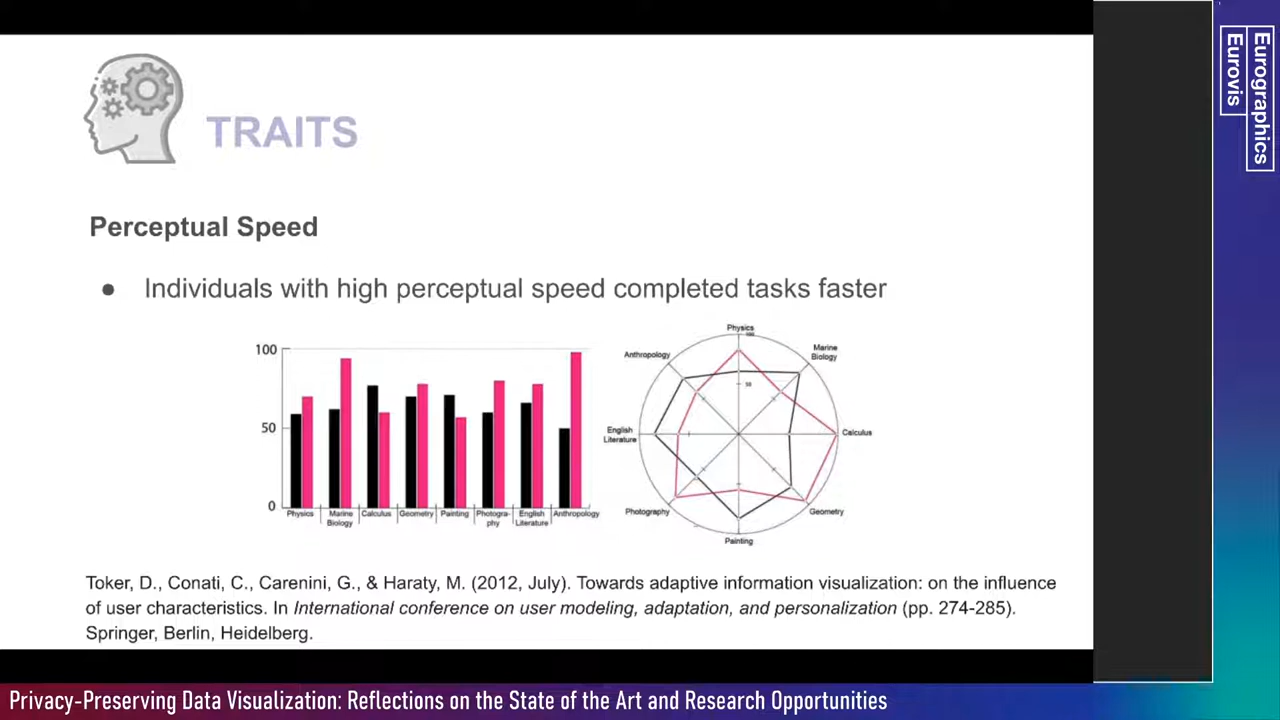 TRAITS
Perceptual Speed
● Individuals with high perceptual speed completed tasks faster
100
50
0
Physics
Marine
Biology
Calculus
Geometry
Painting
Photogra-
phy
English
Literature
Anthropology
Physics
100
50
Marine
Biology
Calculus
Geometry
Painting
Photography
English
Literature
Anthropology
Toker, D., Conati, C., Carenini, G., & Haraty, M. (2012, July). Towards adaptive information visualization: on the influence
of user characteristics. In International conference on user modeling, adaptation, and personalization (pp. 274-285).
Springer, Berlin, Heidelberg.
Eurographics
Eurovis
Privacy-Preserving Data Visualization: Reflections on the State of the Art and Research Opportunities